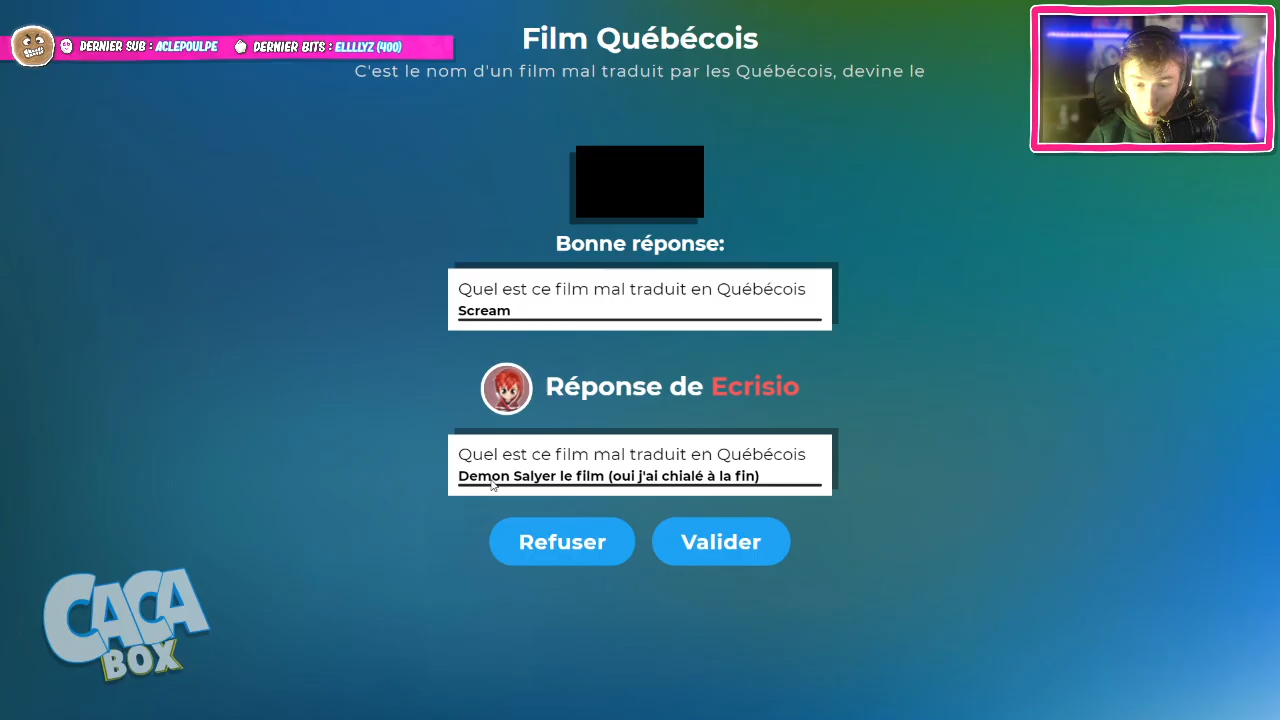 DERNIER SUB : ACLEPOULPE
DERNIER BITS : ELLLLYZ (400)
Film Québécois
C'est le nom d'un film mal traduit par les Québécois, devine le
Bonne réponse:
Quel est ce film mal traduit en Québécois
Scream
Réponse de Ecrisio
Quel est ce film mal traduit en Québécois
Demon Salyer le film (oui j'ai chialé à la fin)
Refuser
Valider
CACA
BOX